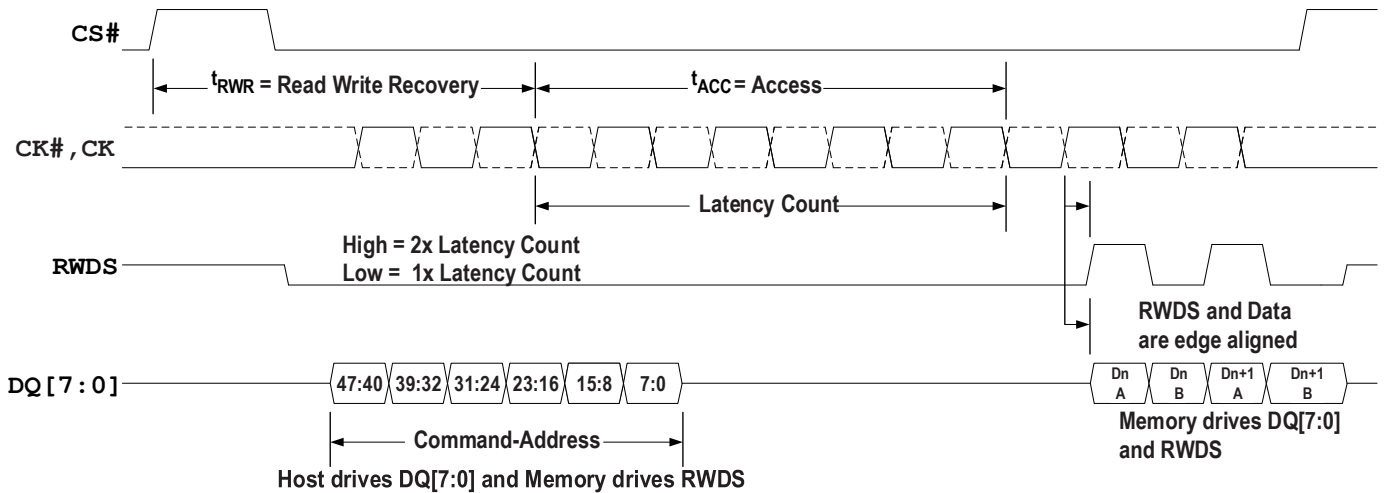 CS#
tRWR = Read Write Recovery
tACC = Access
CK# , CK
Latency Count
High = 2x Latency Count
Low = 1x Latency Count
RWDS
RWDS and Data
are edge aligned
DQ[7:0]
47:40 39:32 31:24 23:16 15:8 7:0
Dn Dn Dn+1 Dn+1
A B A B
Command-Address
Memory drives DQ[7:0]
and RWDS
Host drives DQ[7:0] and Memory drives RWDS